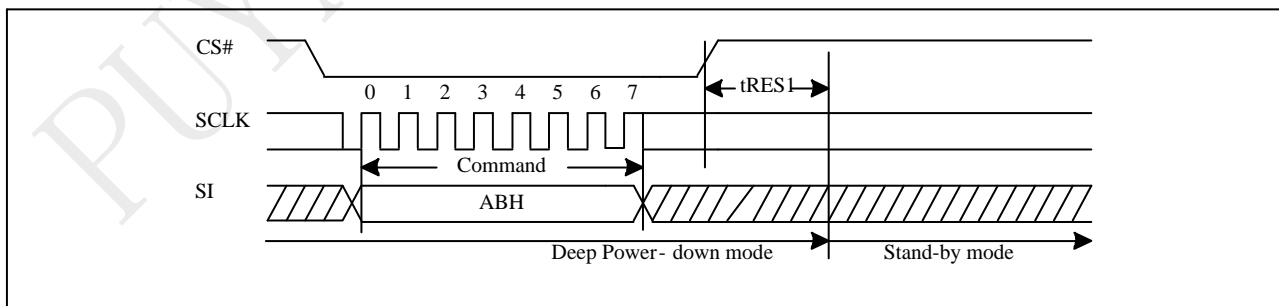 PUY
CS#
tRES1
0 1 2 3 4 5 6 7
SCLK
Command
SI
ABH
Deep Power- down mode
Stand-by mode